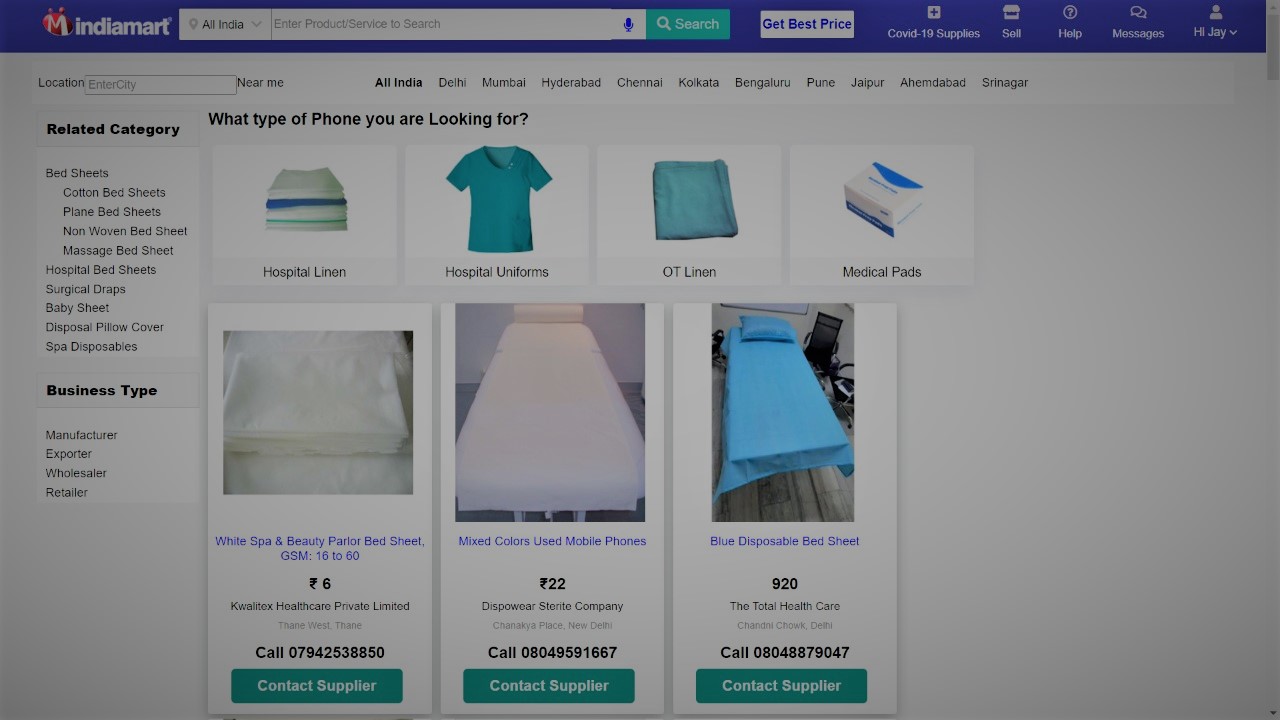 indiamart
All India
Enter Product/Service to Search
Search
Get Best Price
Covid-19 Supplies
Sell
Help
Messages
Hi Jay
Location EnterCity Near me
All India Delhi Mumbai Hyderabad Chennai Kolkata Bengaluru Pune Jaipur Ahemdabad Srinagar
Related Category
Bed Sheets
Cotton Bed Sheets
Plane Bed Sheets
Non Woven Bed Sheet
Massage Bed Sheet
Hospital Bed Sheets
Surgical Draps
Baby Sheet
Disposal Pillow Cover
Spa Disposables
Business Type
Manufacturer
Exporter
Wholesaler
Retailer
What type of Phone you are Looking for?
Hospital Linen
Hospital Uniforms
OT Linen
Medical Pads
White Spa & Beauty Parlor Bed Sheet,
GSM: 16 to 60
₹ 6
Kwalitex Healthcare Private Limited
Thane West, Thane
Call 07942538850
Contact Supplier
Mixed Colors Used Mobile Phones
₹22
Dispowear Sterite Company
Chanakya Place, New Delhi
Call 08049591667
Contact Supplier
Blue Disposable Bed Sheet
920
The Total Health Care
Chandni Chowk, Delhi
Call 08048879047
Contact Supplier